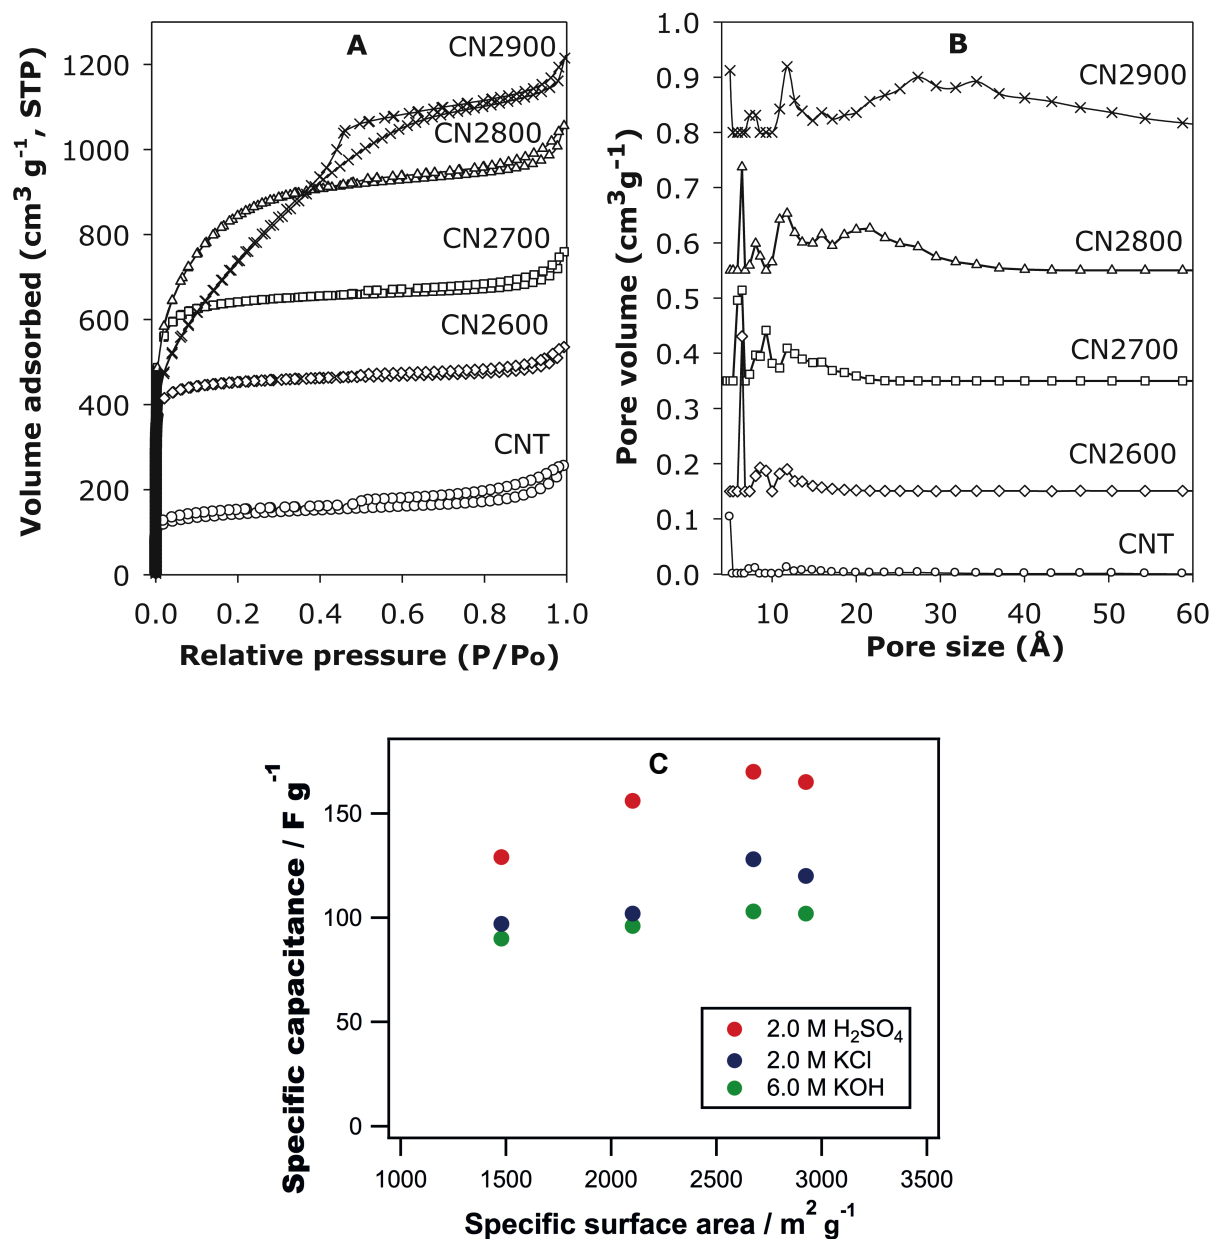 A
Volume adsorbed (cm³ g⁻¹, STP)
1200
1000
800
600
400
200
0
CN2900
CN2800
CN2700
CN2600
CNT
0.0 0.2 0.4 0.6 0.8 1.0
Relative pressure (P/Po)
B
Pore volume (cm³g⁻¹)
1.0
0.9
0.8
0.7
0.6
0.5
0.4
0.3
0.2
0.1
0.0
CN2900
CN2800
CN2700
CN2600
CNT
10 20 30 40 50 60
Pore size (Å)
C
Specific capacitance / F g⁻¹
150
100
50
0
2.0 M H₂SO₄
2.0 M KCl
6.0 M KOH
1000 1500 2000 2500 3000 3500
Specific surface area / m² g⁻¹